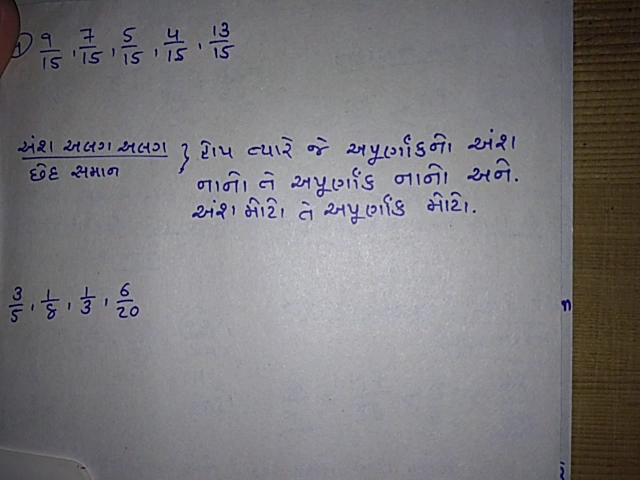 ① 9/15, 7/15, 5/15, 4/15, 13/15
અંશ અલગ અલગ } હોય ત્યારે જે અપૂર્ણાંકનો અંશ
છેદ સમાન
નાનો તે અપૂર્ણાંક નાનો અને.
અંશ મોટો તે અપૂર્ણાંક મોટો.
3/5, 1/8, 1/3, 6/20